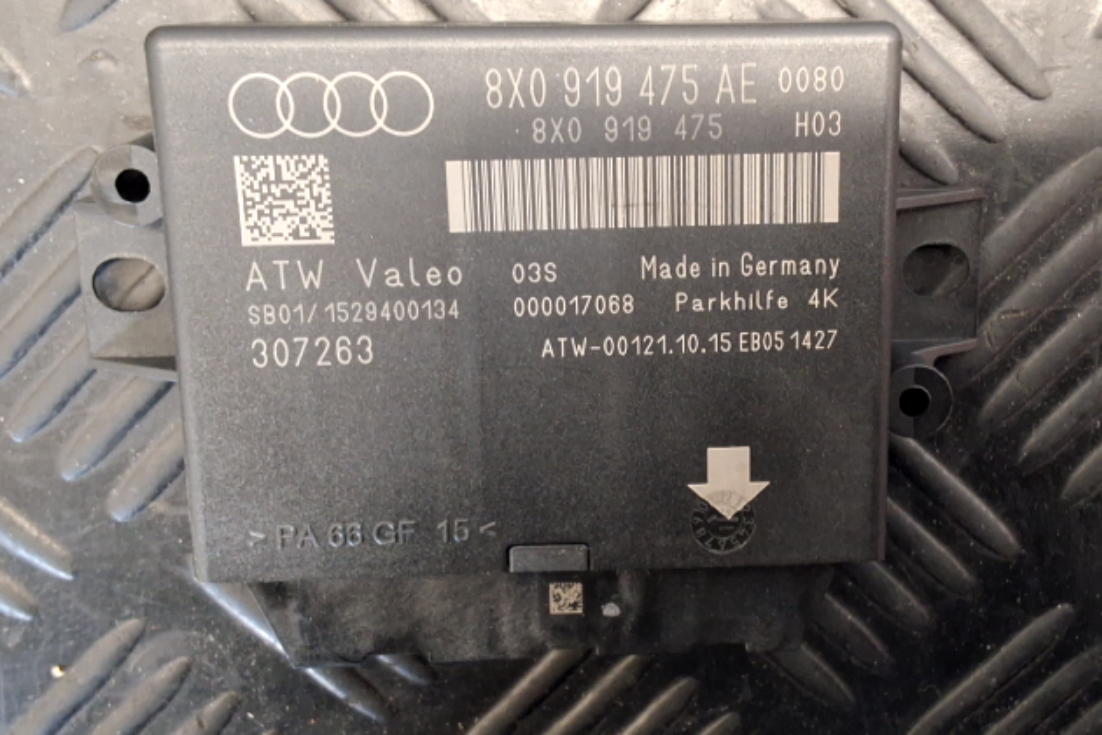 8X0 919 475 AE 0080
8X0 919 475 H03
ATW Valeo 03S Made in Germany
SB01/1529400134 000017068 Parkhilfe 4K
307263 ATW-00121.10.15 EB05 1427
> PA 66 GF 15 <